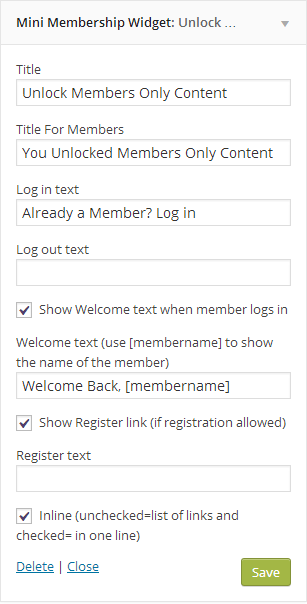 Mini Membership Widget: Unlock ...
Title
Unlock Members Only Content
Title For Members
You Unlocked Members Only Content
Log in text
Already a Member? Log in
Log out text
Show Welcome text when member logs in
Welcome text (use [membername] to show
the name of the member)
Welcome Back, [membername]
Show Register link (if registration allowed)
Register text
Inline (unchecked=list of links and
checked= in one line)
Delete | Close
Save